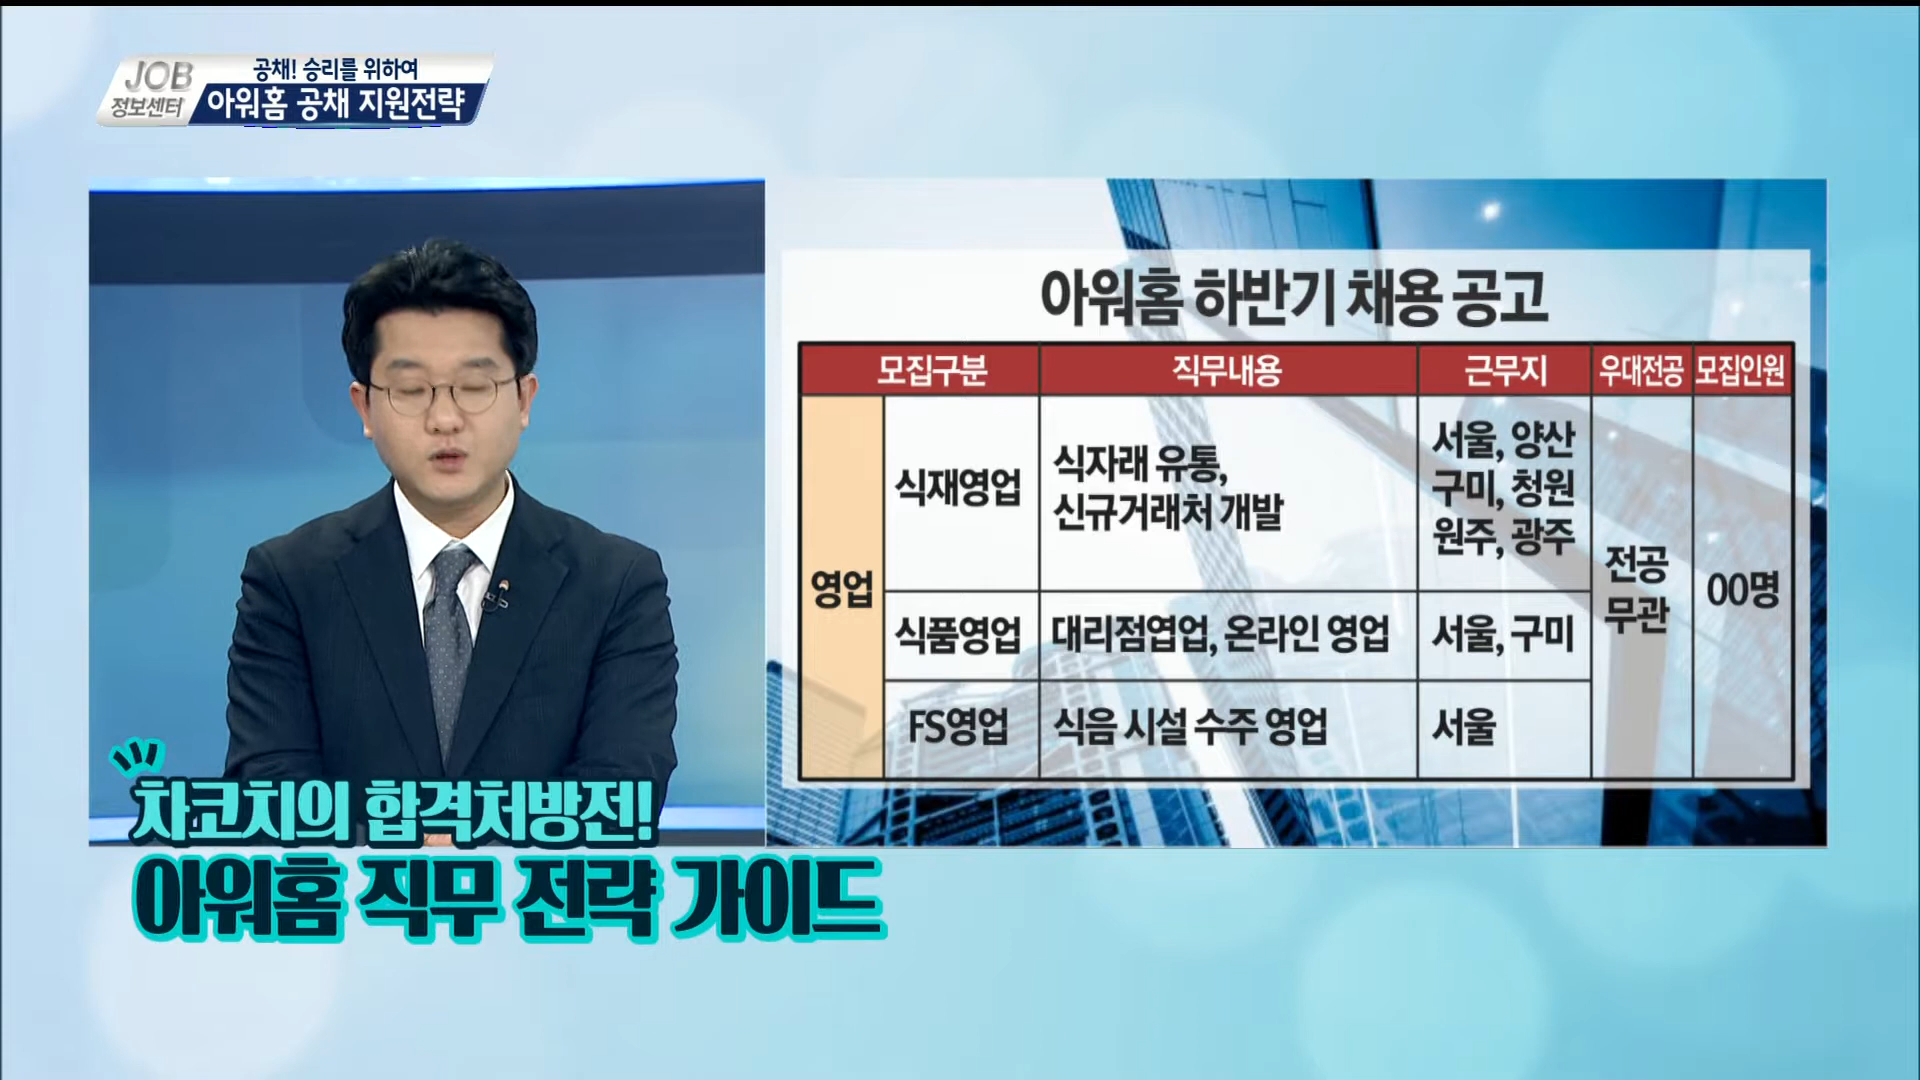 JOB
정보센터
공채! 승리를 위하여
아워홈 공채 지원전략
아워홈 하반기 채용 공고
모집구분 직무내용 근무지 우대전공 모집인원
영업
식재영업
식자래 유통,
신규거래처 개발
서울, 양산
구미, 청원
원주, 광주
식품영업
대리점엽업, 온라인 영업
서울, 구미
FS영업
식음 시설 수주 영업
서울
전공
무관
00명
차코치의 합격처방전!
아워홈 직무 전략 가이드